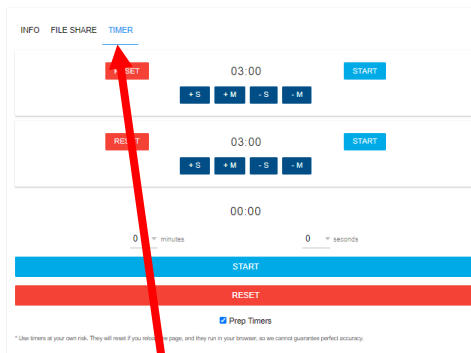 INFO FILE SHARE TIMER
RESET 03:00 START
+ S + M - S - M
RESET 03:00 START
+ S + M - S - M
00:00
0 minutes 0 seconds
START
RESET
Prep Timers
* Use timers at your own risk. They will reset if you reload the page, and they run in your browser, so we cannot guarantee perfect accuracy.